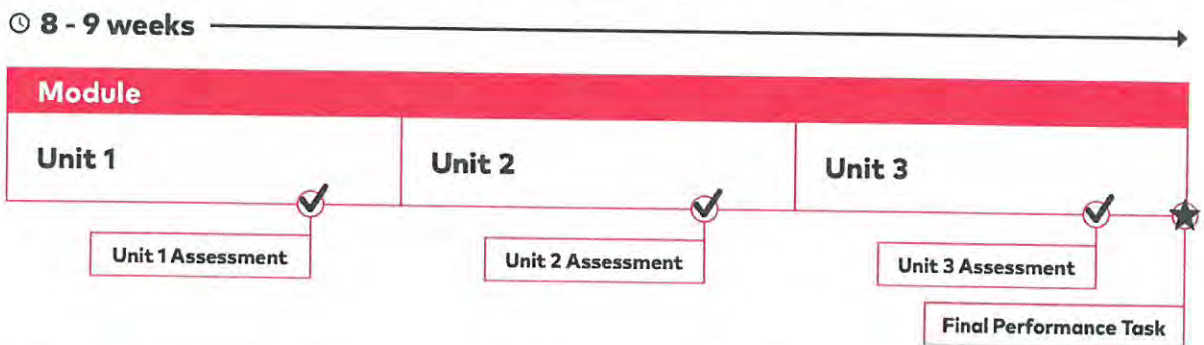 8 - 9 weeks
Module
Unit 1
Unit 2
Unit 3
Unit 1 Assessment
Unit 2 Assessment
Unit 3 Assessment
Final Performance Task